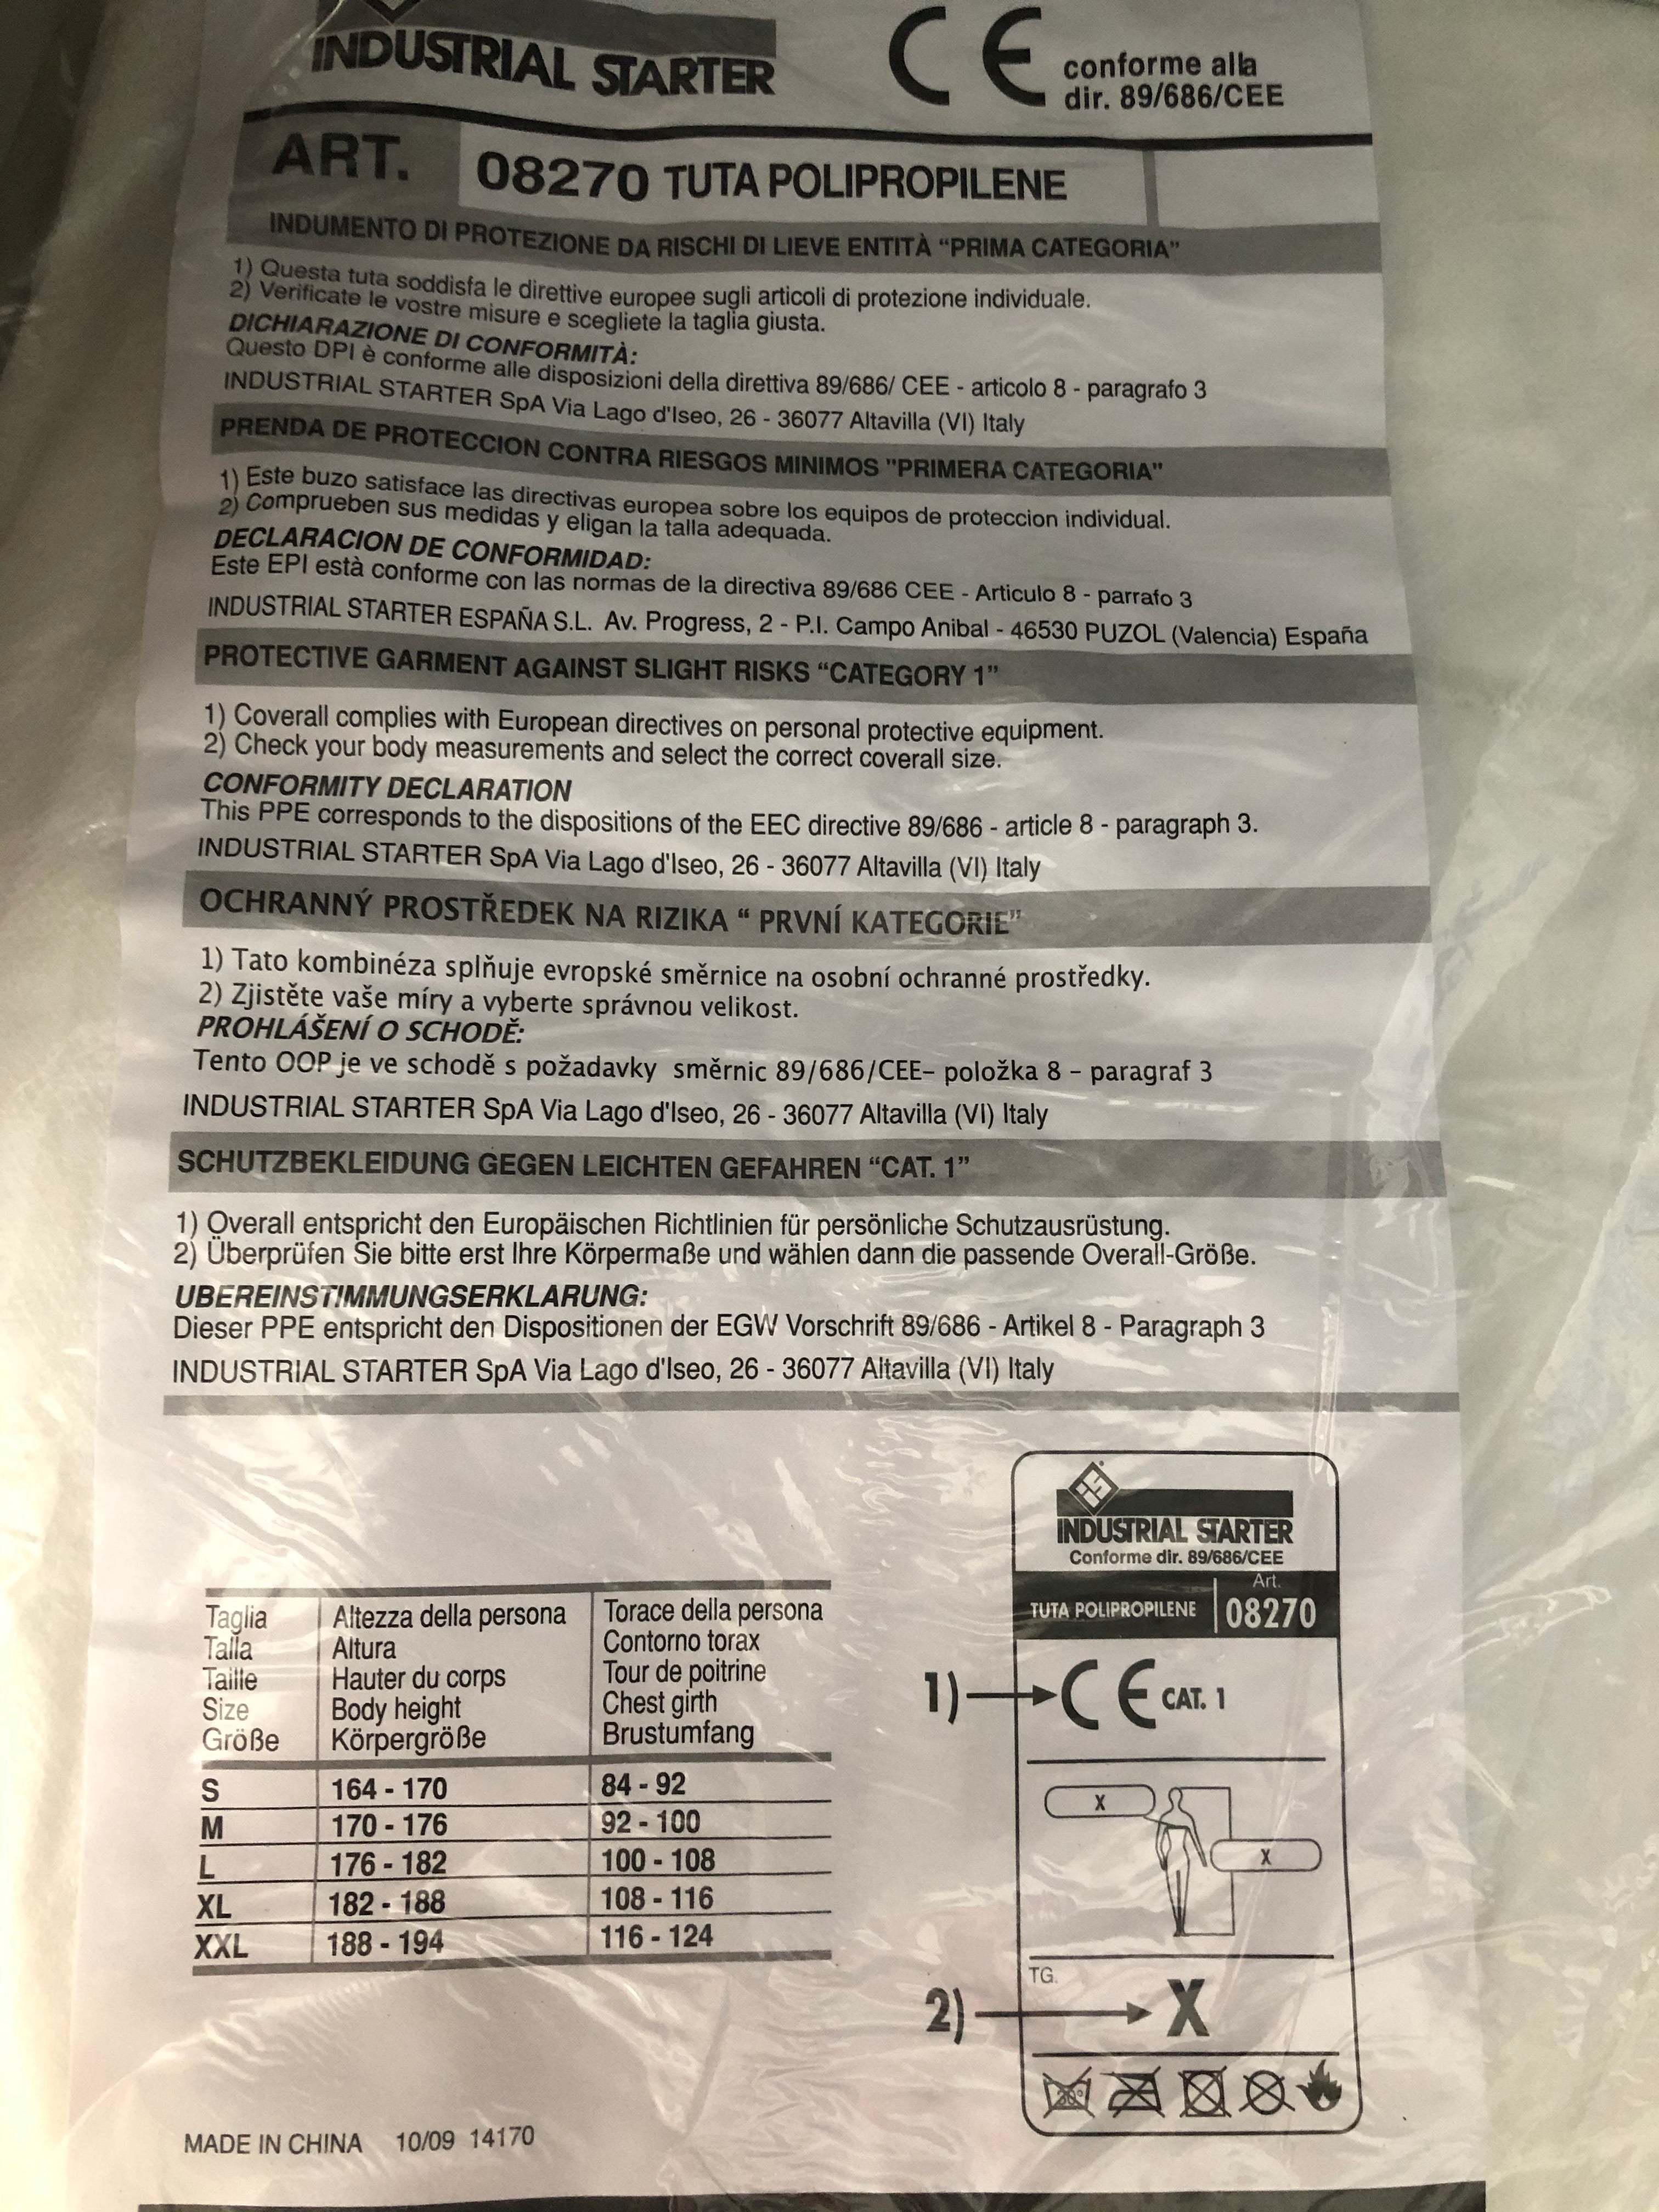 INDUSTRIAL STARTER
CE conforme alla
dir. 89/686/CEE
ART. 08270 TUTA POLIPROPILENE
INDUMENTO DI PROTEZIONE DA RISCHI DI LIEVE ENTITÀ “PRIMA CATEGORIA”
1) Questa tuta soddisfa le direttive europee sugli articoli di protezione individuale.
2) Verificate le vostre misure e scegliete la taglia giusta.
DICHIARAZIONE DI CONFORMITÀ:
Questo DPI è conforme alle disposizioni della direttiva 89/686/ CEE - articolo 8 - paragrafo 3
INDUSTRIAL STARTER SpA Via Lago d'Iseo, 26 - 36077 Altavilla (VI) Italy
PRENDA DE PROTECCION CONTRA RIESGOS MINIMOS "PRIMERA CATEGORIA”
1) Este buzo satisface las directivas europea sobre los equipos de proteccion individual.
2) Comprueben sus medidas y eligan la talla adequada.
DECLARACION DE CONFORMIDAD:
Este EPI està conforme con las normas de la directiva 89/686 CEE - Articulo 8 - parrafo 3
INDUSTRIAL STARTER ESPAÑA S.L. Av. Progress, 2 - P.I. Campo Anibal - 46530 PUZOL (Valencia) España
PROTECTIVE GARMENT AGAINST SLIGHT RISKS “CATEGORY 1”
1) Coverall complies with European directives on personal protective equipment.
2) Check your body measurements and select the correct coverall size.
CONFORMITY DECLARATION
This PPE corresponds to the dispositions of the EEC directive 89/686 - article 8 - paragraph 3.
INDUSTRIAL STARTER SpA Via Lago d'Iseo, 26 - 36077 Altavilla (VI) Italy
OCHRANNÝ PROSTŘEDEK NA RIZIKA “ PRVNÍ KATEGORIE”
1) Tato kombinéza splňuje evropské směrnice na osobní ochranné prostředky.
2) Zjistěte vaše míry a vyberte správnou velikost.
PROHLÁŠENÍ O SCHODĚ:
Tento OOP je ve schodě s požadavky směrnic 89/686/CEE– položka 8 – paragraf 3
INDUSTRIAL STARTER SpA Via Lago d'Iseo, 26 - 36077 Altavilla (VI) Italy
SCHUTZBEKLEIDUNG GEGEN LEICHTEN GEFAHREN “CAT. 1”
1) Overall entspricht den Europäischen Richtlinien für persönliche Schutzausrüstung.
2) Überprüfen Sie bitte erst Ihre Körpermaße und wählen dann die passende Overall-Größe.
UBEREINSTIMMUNGSERKLARUNG:
Dieser PPE entspricht den Dispositionen der EGW Vorschrift 89/686 - Artikel 8 - Paragraph 3
INDUSTRIAL STARTER SpA Via Lago d'Iseo, 26 - 36077 Altavilla (VI) Italy
Taglia Altezza della persona Torace della persona
Talla Altura Contorno torax
Taille Hauter du corps Tour de poitrine
Size Body height Chest girth
Größe Körpergröße Brustumfang
S 164 - 170 84 - 92
M 170 - 176 92 - 100
L 176 - 182 100 - 108
XL 182 - 188 108 - 116
XXL 188 - 194 116 - 124
iS
INDUSTRIAL STARTER
Conforme dir. 89/686/CEE
TUTA POLIPROPILENE Art. 08270
1) CE CAT. 1
X
X
TG.
2) X
30°
MADE IN CHINA 10/09 14170